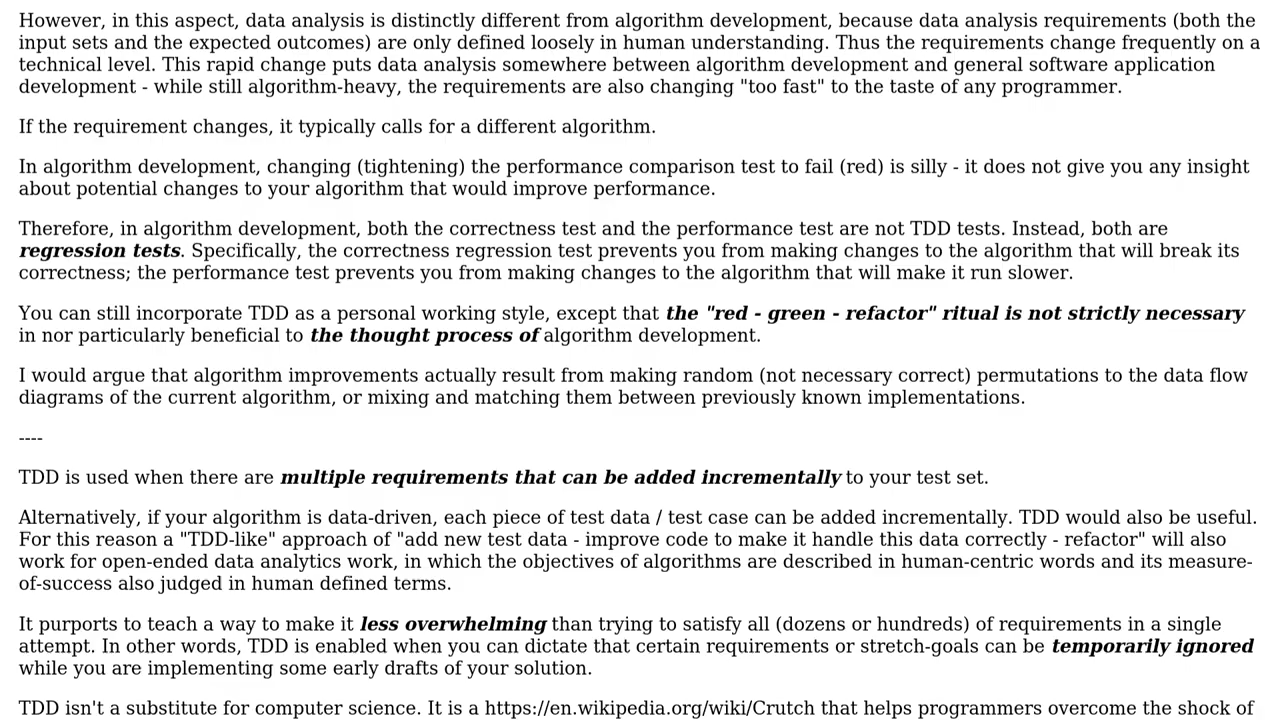 However, in this aspect, data analysis is distinctly different from algorithm development, because data analysis requirements (both the
input sets and the expected outcomes) are only defined loosely in human understanding. Thus the requirements change frequently on a
technical level. This rapid change puts data analysis somewhere between algorithm development and general software application
development - while still algorithm-heavy, the requirements are also changing "too fast" to the taste of any programmer.
If the requirement changes, it typically calls for a different algorithm.
In algorithm development, changing (tightening) the performance comparison test to fail (red) is silly - it does not give you any insight
about potential changes to your algorithm that would improve performance.
Therefore, in algorithm development, both the correctness test and the performance test are not TDD tests. Instead, both are
regression tests. Specifically, the correctness regression test prevents you from making changes to the algorithm that will break its
correctness; the performance test prevents you from making changes to the algorithm that will make it run slower.
You can still incorporate TDD as a personal working style, except that the "red - green - refactor" ritual is not strictly necessary
in nor particularly beneficial to the thought process of algorithm development.
I would argue that algorithm improvements actually result from making random (not necessary correct) permutations to the data flow
diagrams of the current algorithm, or mixing and matching them between previously known implementations.
----
TDD is used when there are multiple requirements that can be added incrementally to your test set.
Alternatively, if your algorithm is data-driven, each piece of test data / test case can be added incrementally. TDD would also be useful.
For this reason a "TDD-like" approach of "add new test data - improve code to make it handle this data correctly - refactor" will also
work for open-ended data analytics work, in which the objectives of algorithms are described in human-centric words and its measure-
of-success also judged in human defined terms.
It purports to teach a way to make it less overwhelming than trying to satisfy all (dozens or hundreds) of requirements in a single
attempt. In other words, TDD is enabled when you can dictate that certain requirements or stretch-goals can be temporarily ignored
while you are implementing some early drafts of your solution.
TDD isn't a substitute for computer science. It is a https://en.wikipedia.org/wiki/Crutch that helps programmers overcome the shock of